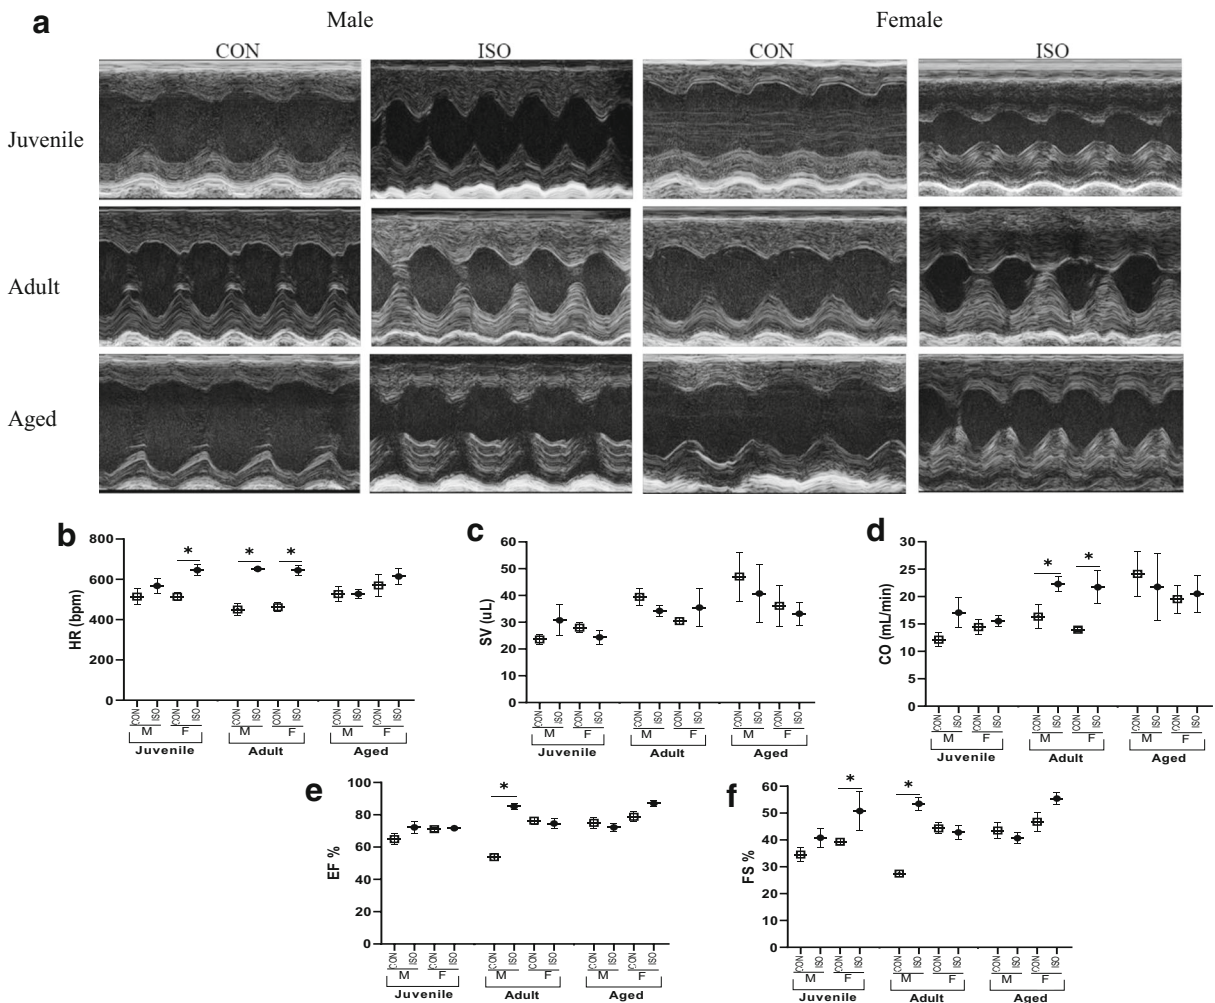 a
Male Female
CON ISO CON ISO
Juvenile
Adult
Aged
b
HR (bpm)
800
600
400
200
0
* * *
CON ISO CON ISO CON ISO CON ISO CON ISO CON ISO
M F M F M F
Juvenile Adult Aged
c
SV (uL)
60
50
40
30
20
10
0
CON ISO CON ISO CON ISO CON ISO CON ISO CON ISO
M F M F M F
Juvenile Adult Aged
d
CO (mL/min)
30
25
20
15
10
5
0
* *
CON ISO CON ISO CON ISO CON ISO CON ISO CON ISO
M F M F M F
Juvenile Adult Aged
e
EF %
100
80
60
40
20
0
*
CON ISO CON ISO CON ISO CON ISO CON ISO CON ISO
M F M F M F
Juvenile Adult Aged
f
FS %
60
50
40
30
20
10
0
* *
CON ISO CON ISO CON ISO CON ISO CON ISO CON ISO
M F M F M F
Juvenile Adult Aged